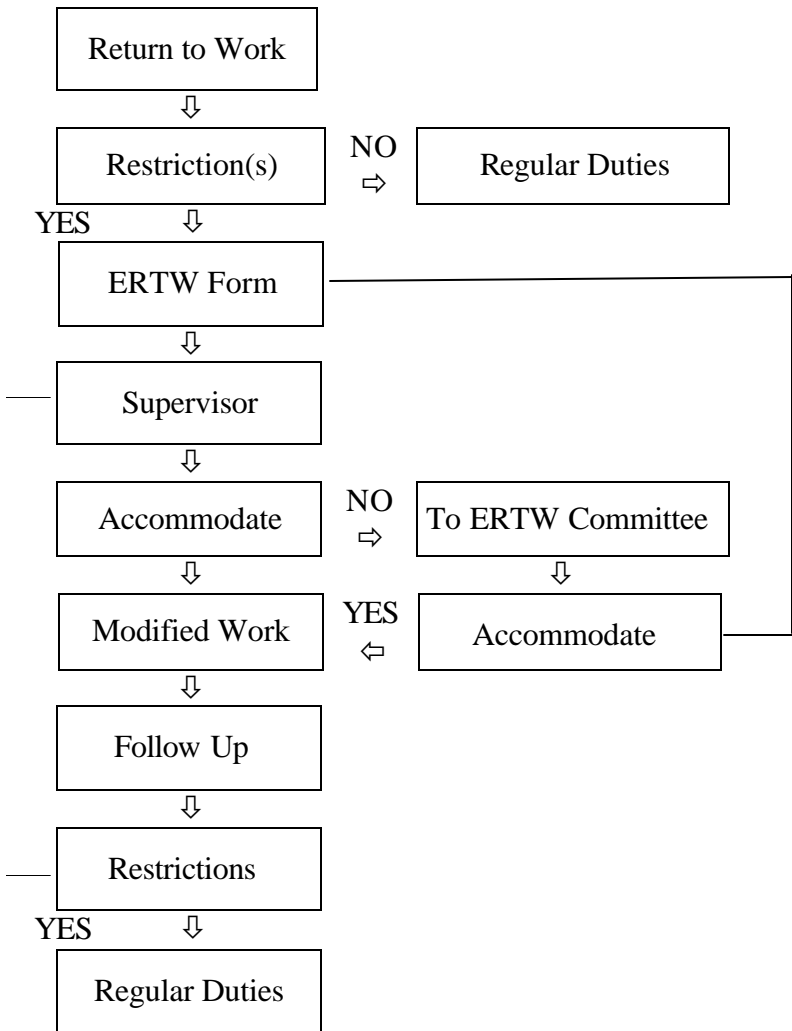 Return to Work
Restriction(s)
NO
Regular Duties
YES
ERTW Form
Supervisor
Accommodate
NO
To ERTW Committee
Modified Work
YES
Accommodate
Follow Up
Restrictions
YES
Regular Duties